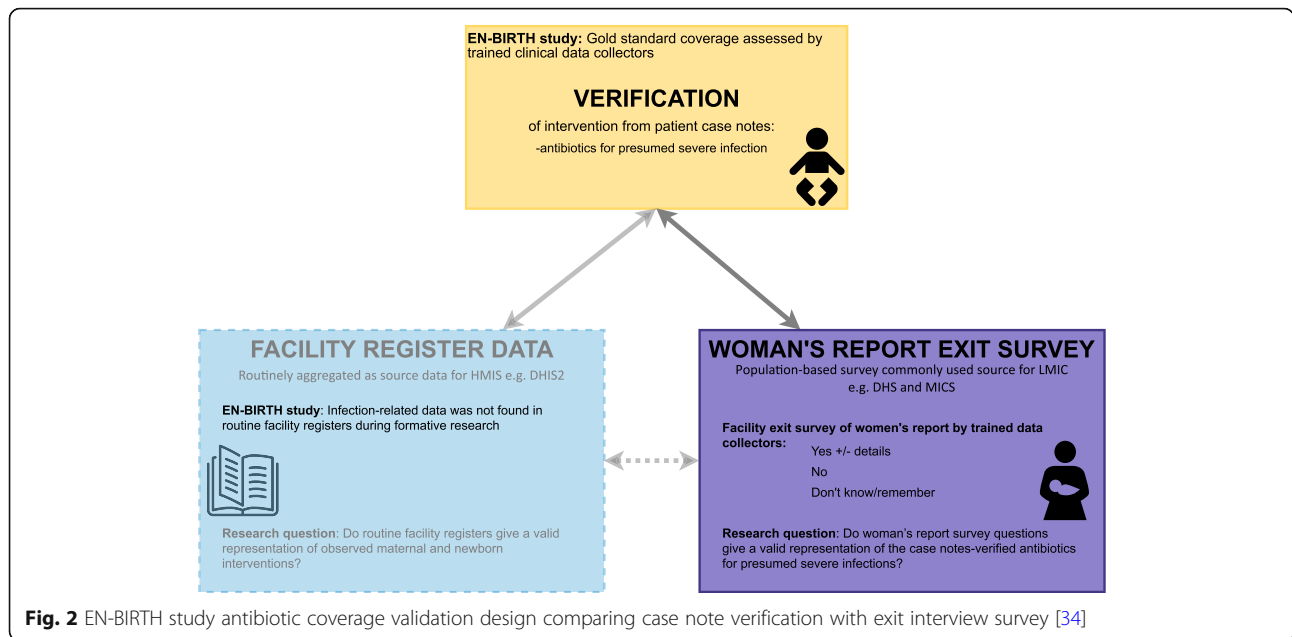 EN-BIRTH study: Gold standard coverage assessed by
trained clinical data collectors
VERIFICATION
of intervention from patient case notes:
-antibiotics for presumed severe infection
FACILITY REGISTER DATA
Routinely aggregated as source data for HMIS e.g. DHIS2
EN-BIRTH study: Infection-related data was not found in
routine facility registers during formative research
Research question: Do routine facility registers give a valid
representation of observed maternal and newborn
interventions?
WOMAN'S REPORT EXIT SURVEY
Population-based survey commonly used source for LMIC
e.g. DHS and MICS
Facility exit survey of women's report by trained data
collectors:
Yes +/- details
No
Don't know/remember
Research question: Do woman's report survey questions
give a valid representation of the case notes-verified antibiotics
for presumed severe infections?
Fig. 2 EN-BIRTH study antibiotic coverage validation design comparing case note verification with exit interview survey [34]